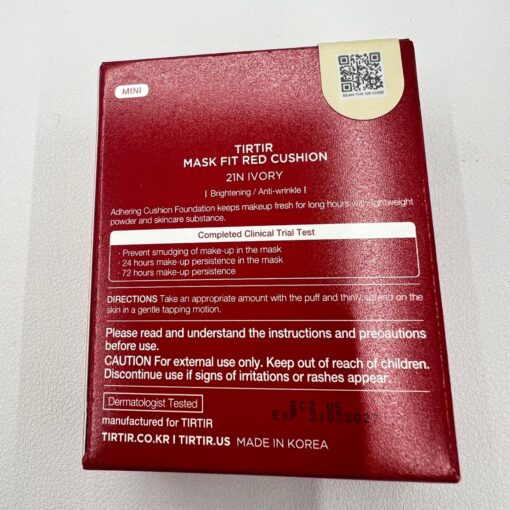 MINI
SCAN THE QR CODE
TIRTIR
MASK FIT RED CUSHION
21N IVORY
| Brightening / Anti-wrinkle |
Adhering Cushion Foundation keeps makeup fresh for long hours with lightweight
powder and skincare substance.
Completed Clinical Trial Test
· Prevent smudging of make-up in the mask
· 24 hours make-up persistence in the mask
· 72 hours make-up persistence
DIRECTIONS Take an appropriate amount with the puff and thinly spread on the
skin in a gentle tapping motion.
Please read and understand the instructions and precautions
before use.
CAUTION For external use only. Keep out of reach of children.
Discontinue use if signs of irritations or rashes appear.
Dermatologist Tested
manufactured for TIRTIR
TIRTIR.CO.KR | TIRTIR.US MADE IN KOREA
EXP